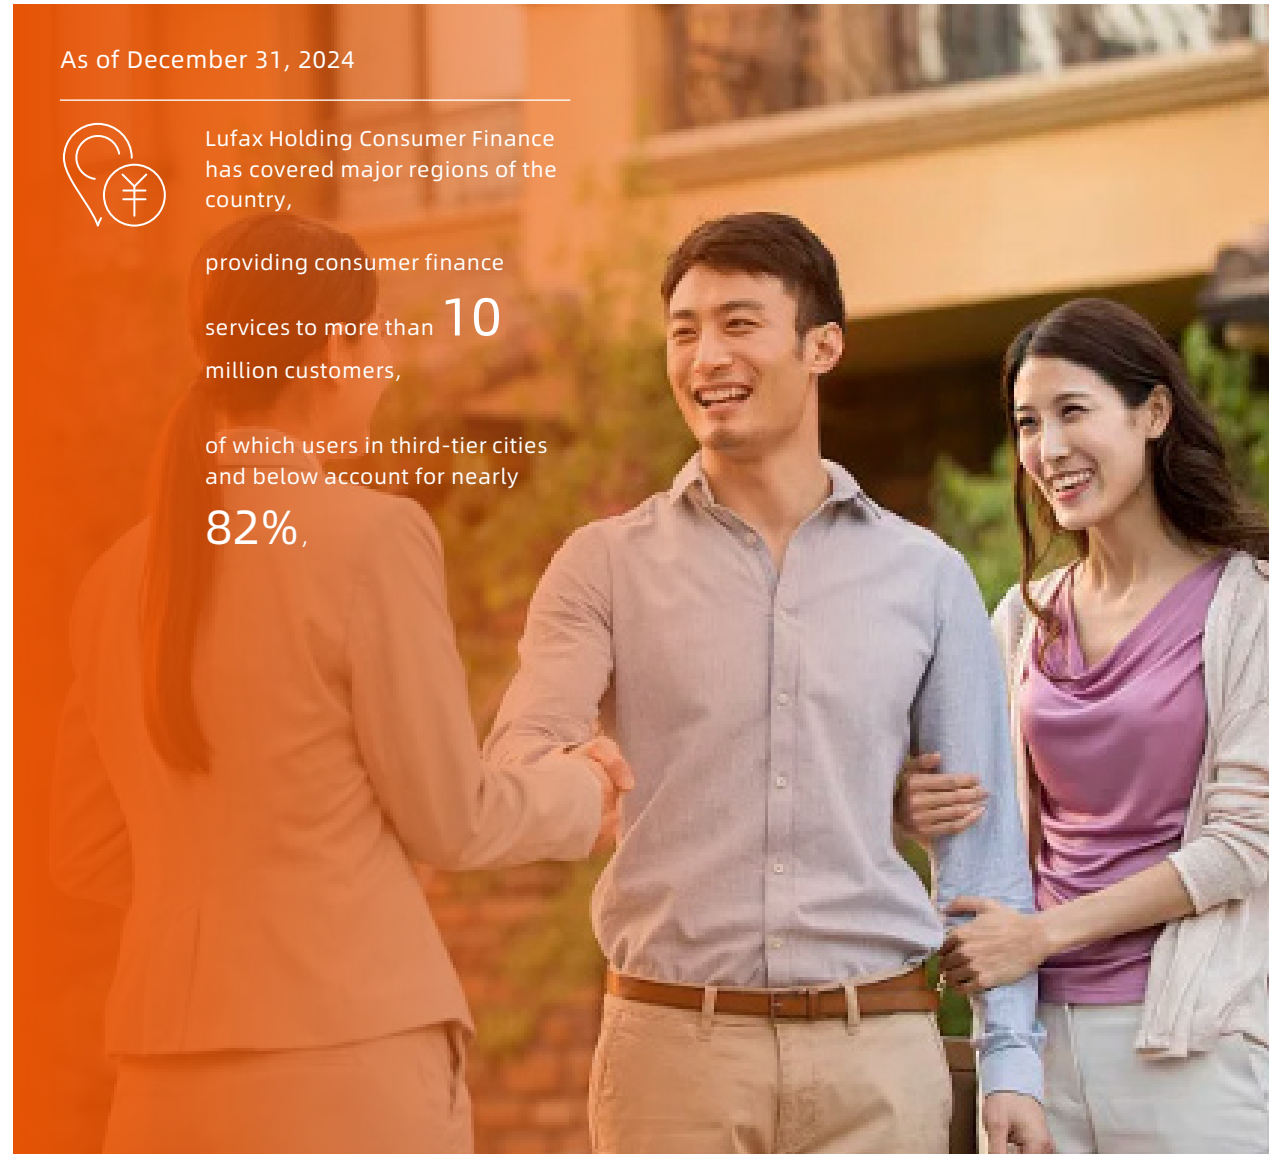 As of December 31, 2024
Lufax Holding Consumer Finance
has covered major regions of the
country,
providing consumer finance
services to more than 10
million customers,
of which users in third-tier cities
and below account for nearly
82%,
¥